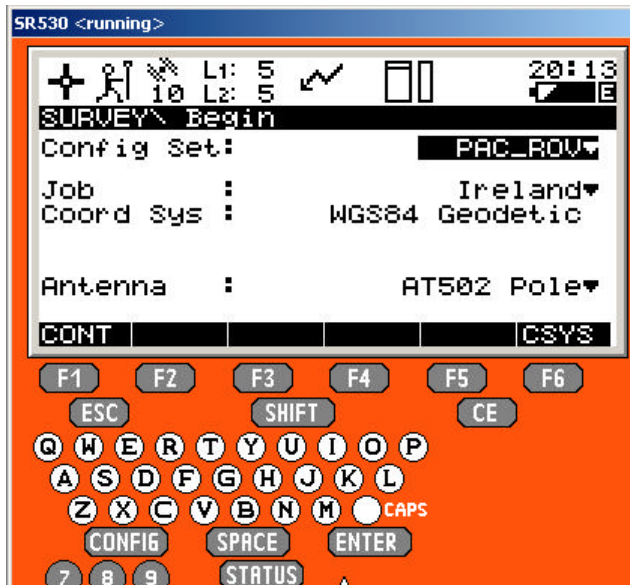 SR530 <running>
L1: 5 20:13
10 L2: 5 E
SURVEY\ Begin
Config Set: PAC_ROV
Job : Ireland
Coord Sys : WGS84 Geodetic
Antenna : AT502 Pole
CONT CSYS
F1 F2 F3 F4 F5 F6
ESC SHIFT CE
Q W E R T Y U I O P
A S D F G H J K L
Z X C V B N M CAPS
CONFIG SPACE ENTER
7 8 9 STATUS